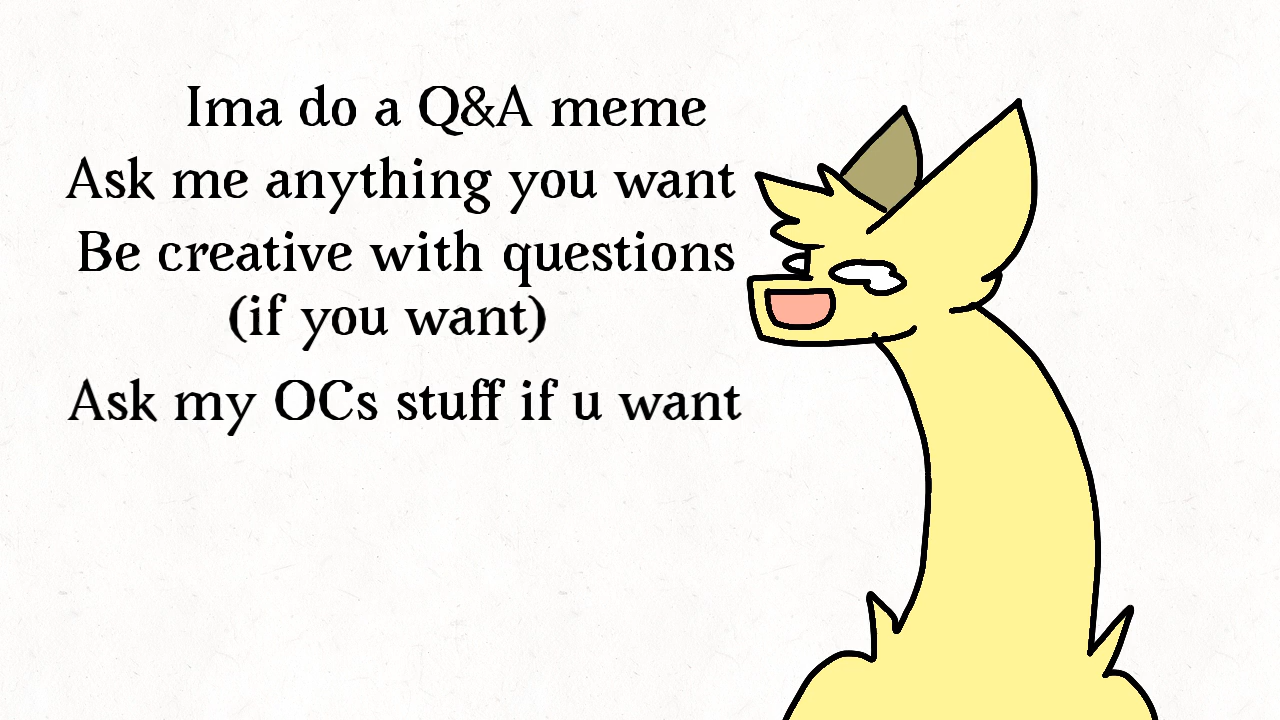 Ima do a Q&A meme
Ask me anything you want
Be creative with questions
(if you want)
Ask my OCs stuff if u want